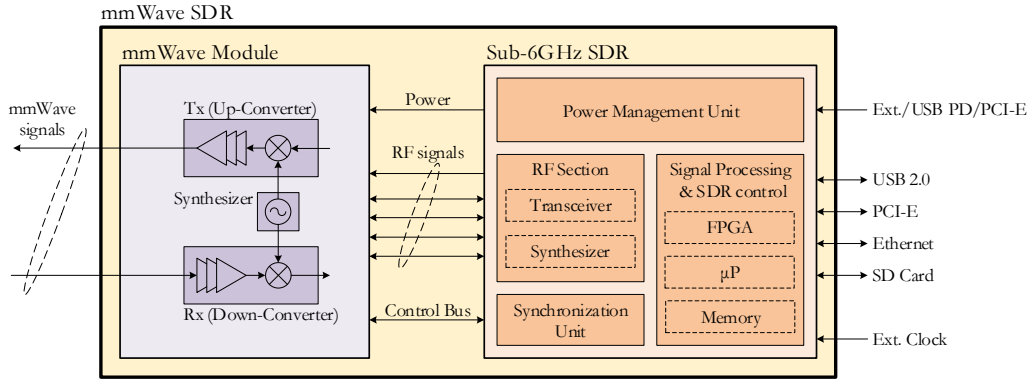 mmWave SDR
mmWave Module
Sub-6GHz SDR
mmWave
signals
Tx (Up-Converter)
Synthesizer
Rx (Down-Converter)
Power
RF signals
Control Bus
Power Management Unit
RF Section
Transceiver
Synthesizer
Synchronization
Unit
Signal Processing
& SDR control
FPGA
µP
Memory
Ext./USB PD/PCI-E
USB 2.0
PCI-E
Ethernet
SD Card
Ext. Clock